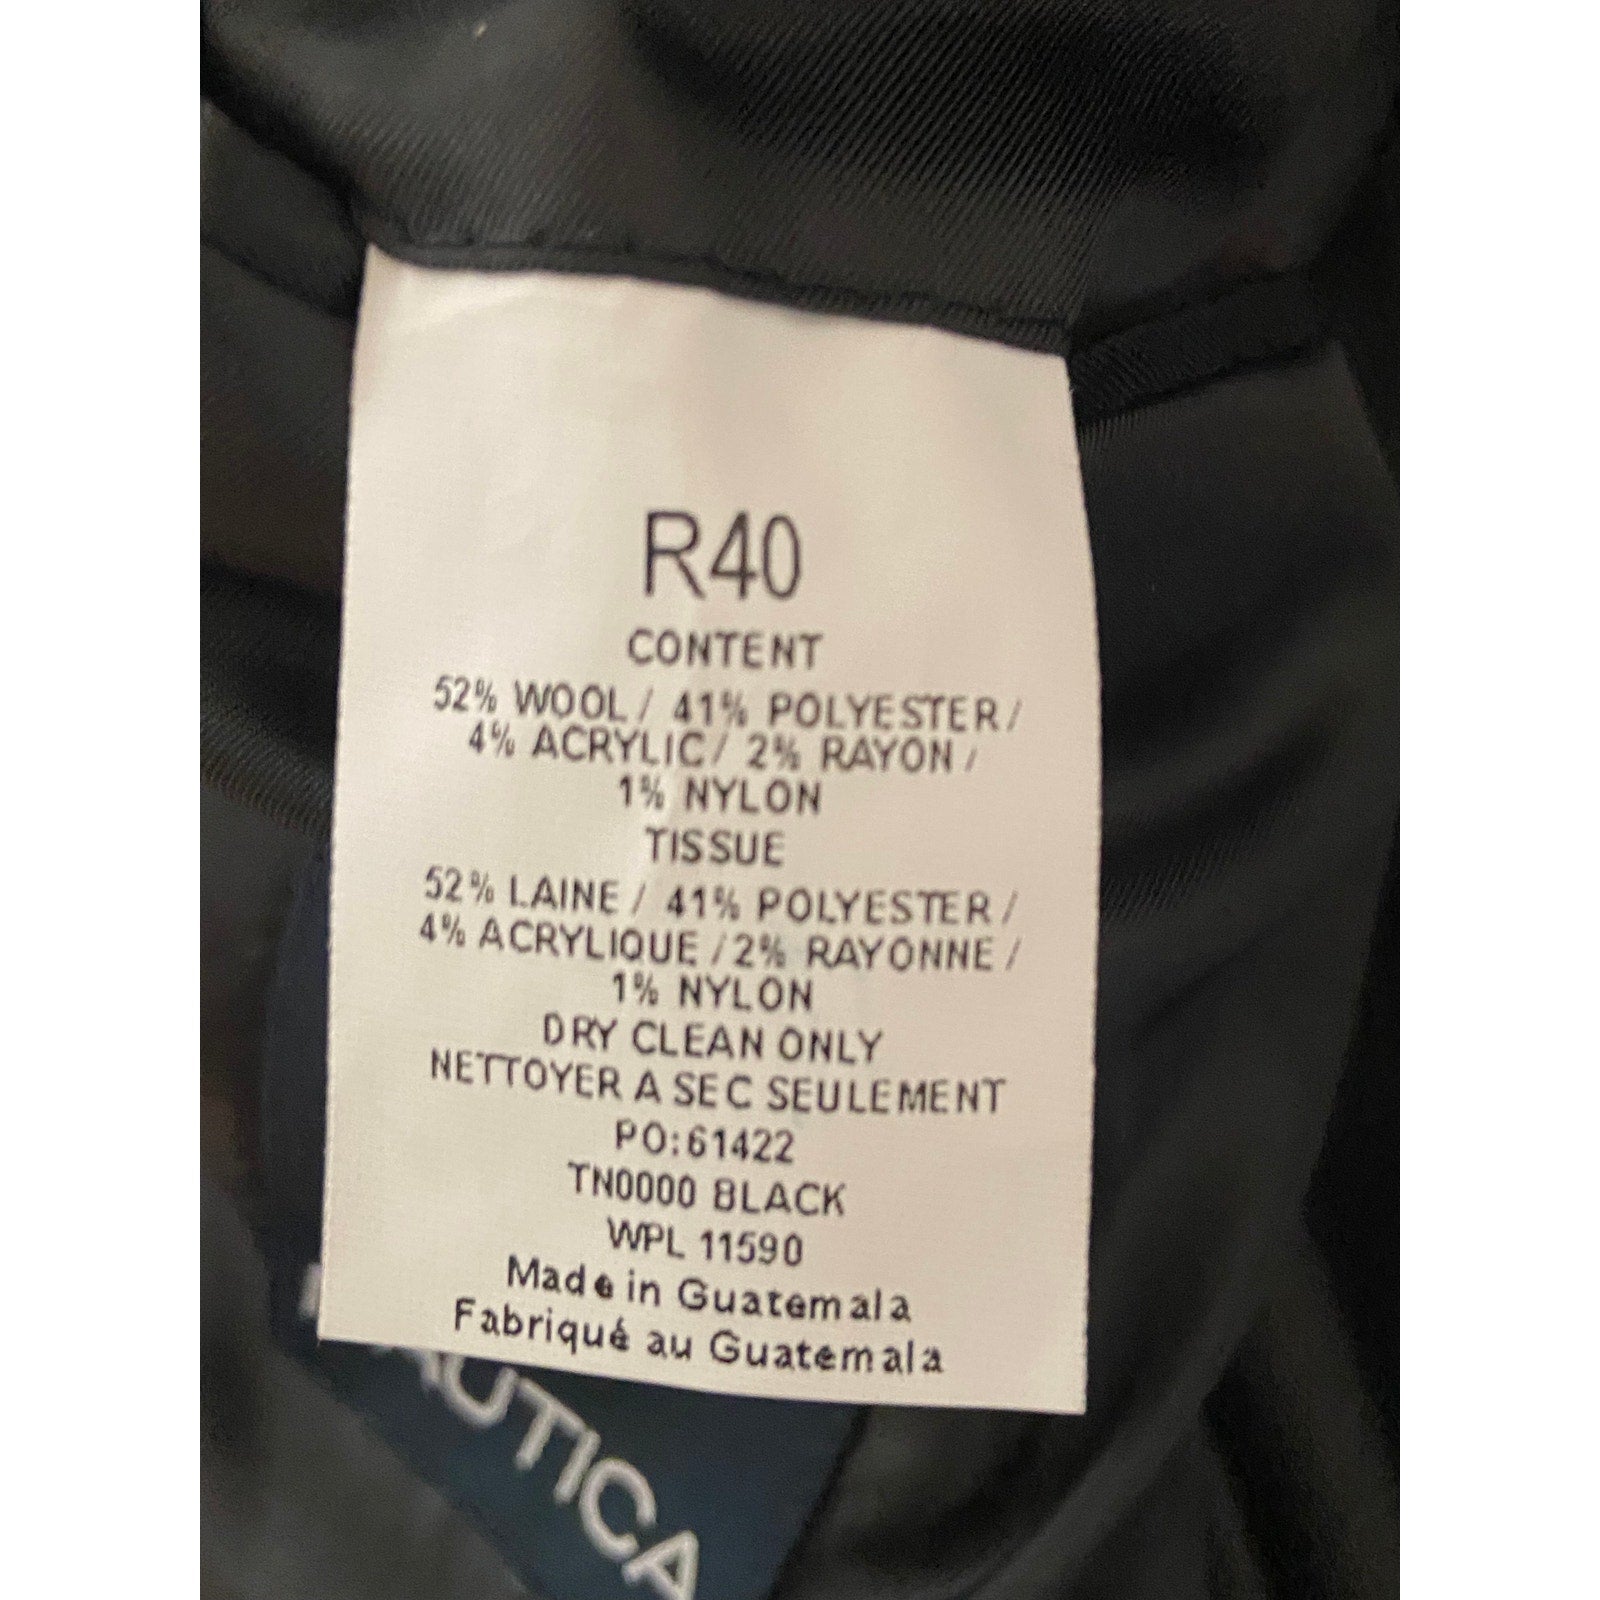 R40
CONTENT
52% WOOL / 41% POLYESTER /
4% ACRYLIC / 2% RAYON /
1% NYLON
TISSUE
52% LAINE / 41% POLYESTER /
4% ACRYLIQUE / 2% RAYONNE /
1% NYLON
DRY CLEAN ONLY
NETTOYER A SEC SEULEMENT
PO:61422
TN0000 BLACK
WPL 11590
Made in Guatemala
Fabriqué au Guatemala
NAUTICA